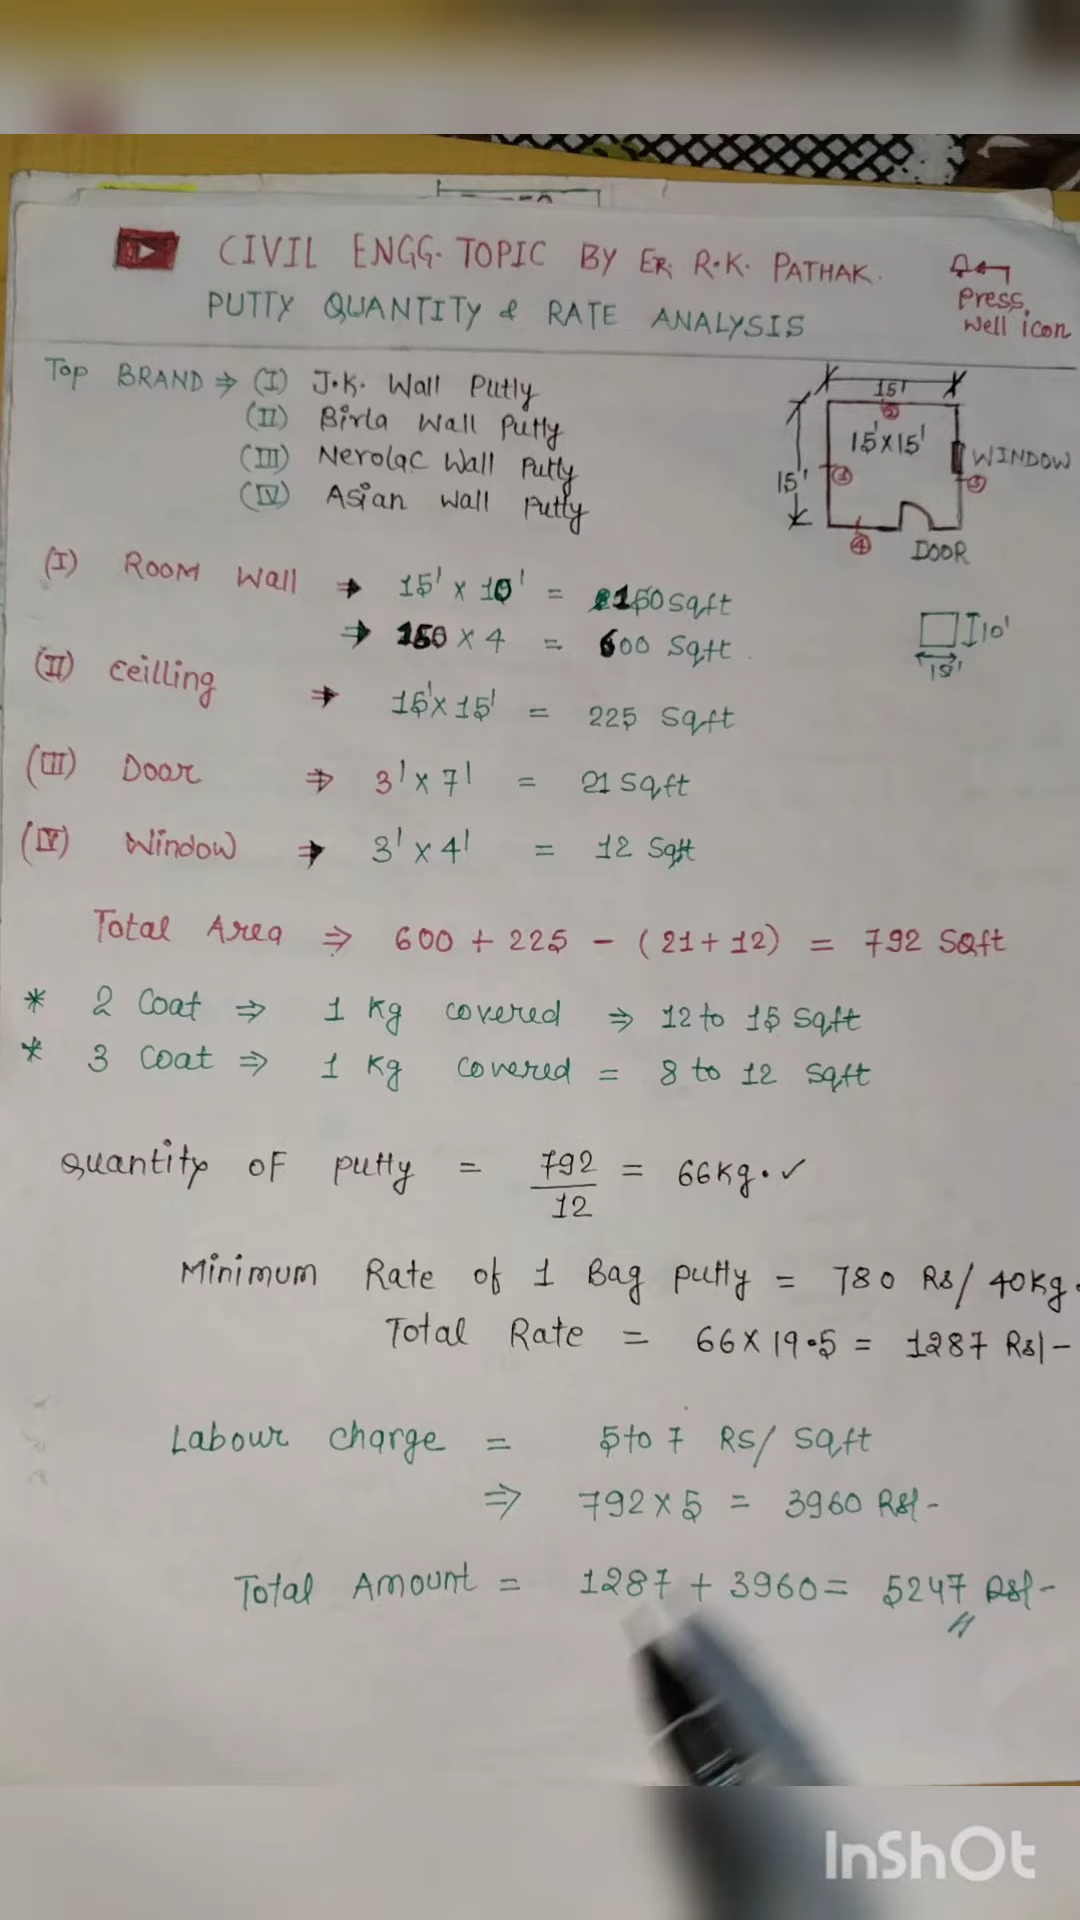 CIVIL ENGG. TOPIC BY ER. R.K. PATHAK.
Press
Well icon
PUTTY QUANTITY & RATE ANALYSIS
Top BRAND ⇒ (I) J.K. Wall Putty
(II) Birla Wall Putty
(III) Nerolac Wall Putty
(IV) Asian Wall Putty
15'
15'x15'
15'
WINDOW
DOOR
① ② ③ ④
(I) ROOM Wall → 15' x 10' = 150 Sqft
⇒ 150 x 4 = 600 Sqft
10'
15'
(II) Ceilling ⇒ 15'x 15' = 225 Sqft
(III) Doar ⇒ 3' x 7' = 21 Sqft
(IV) Window → 3' x 4' = 12 Sqft
Total Area ⇒ 600 + 225 - (21+12) = 792 SQft
* 2 Coat ⇒ 1 Kg covered ⇒ 12 to 15 Sqft
* 3 Coat ⇒ 1 Kg covered = 8 to 12 Sqft
Quantity OF putty = 792/12 = 66Kg. ✓
Minimum Rate of 1 Bag putty = 780 Rs/ 40Kg.
Total Rate = 66 x 19.5 = 1287 Rs/-
Labour charge = 5 to 7 RS/ Sqft
⇒ 792 x 5 = 3960 Rs/-
Total Amount = 1287 + 3960 = 5247 Rs/-
InShOt